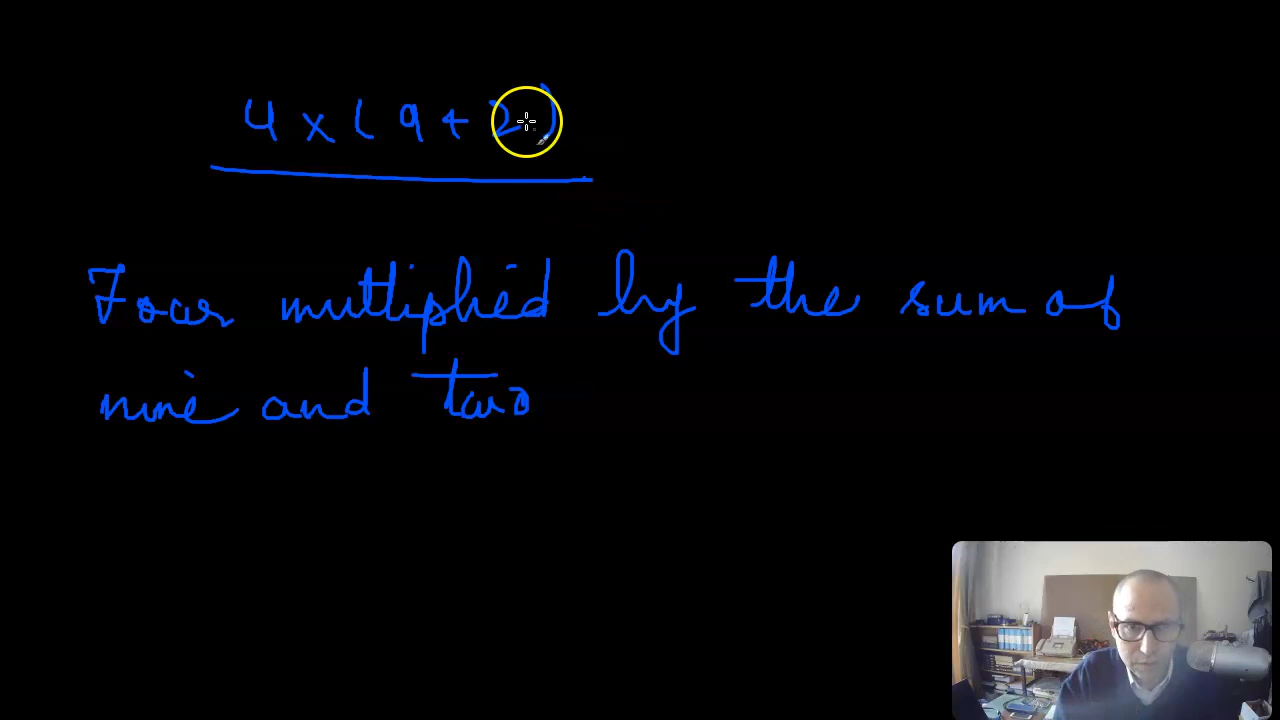 4 x ( 9 + 2 )
Four multiplied by the sum of
nine and two